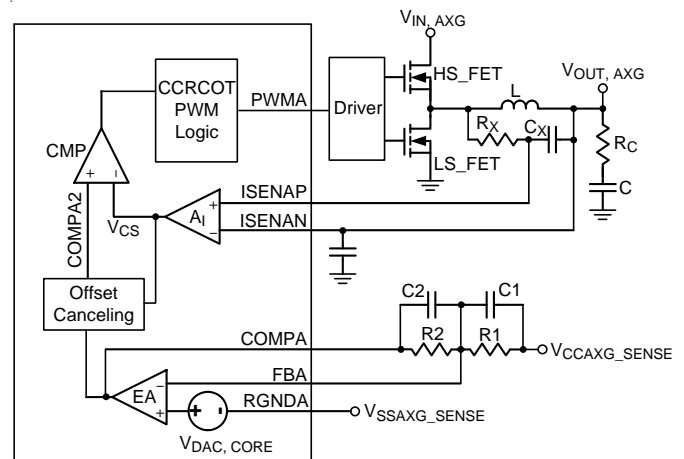 V_IN, AXG
HS_FET
V_OUT, AXG
CCRCOT
PWM
Logic
PWMA
Driver
L
R_X
C_X
R_C
LS_FET
C
CMP
+
-
COMPA2
V_CS
A_I
+
-
ISENAP
ISENAN
Offset
Canceling
C2
C1
COMPA
R2
R1
V_CCAXG_SENSE
FBA
EA
-
+
+
-
RGNDA
V_SSAXG_SENSE
V_DAC, CORE